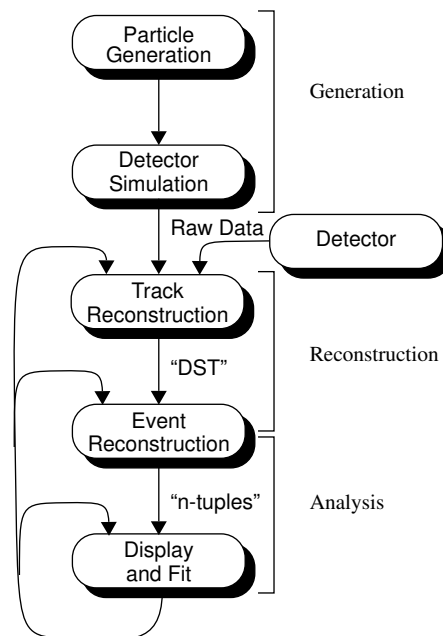 Particle
Generation
Generation
Detector
Simulation
Raw Data
Detector
Track
Reconstruction
Reconstruction
“DST”
Event
Reconstruction
“n-tuples”
Analysis
Display
and Fit